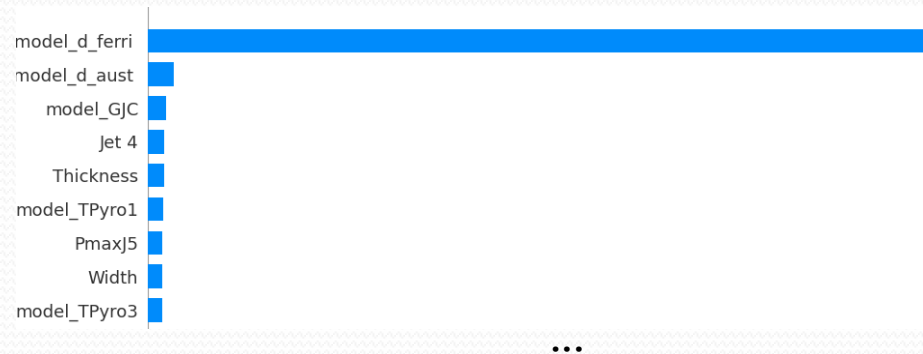 model_d_ferri
model_d_aust
model_GJC
Jet 4
Thickness
model_TPyro1
PmaxJ5
Width
model_TPyro3
...